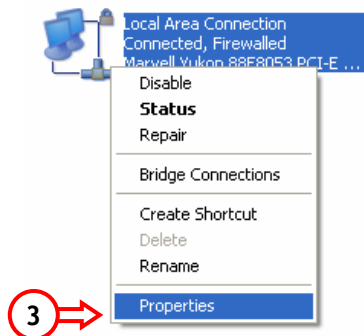 Local Area Connection
Connected, Firewalled
Marvell Yukon 88E8053 PCI-E ...
Disable
Status
Repair
Bridge Connections
Create Shortcut
Delete
Rename
3
Properties